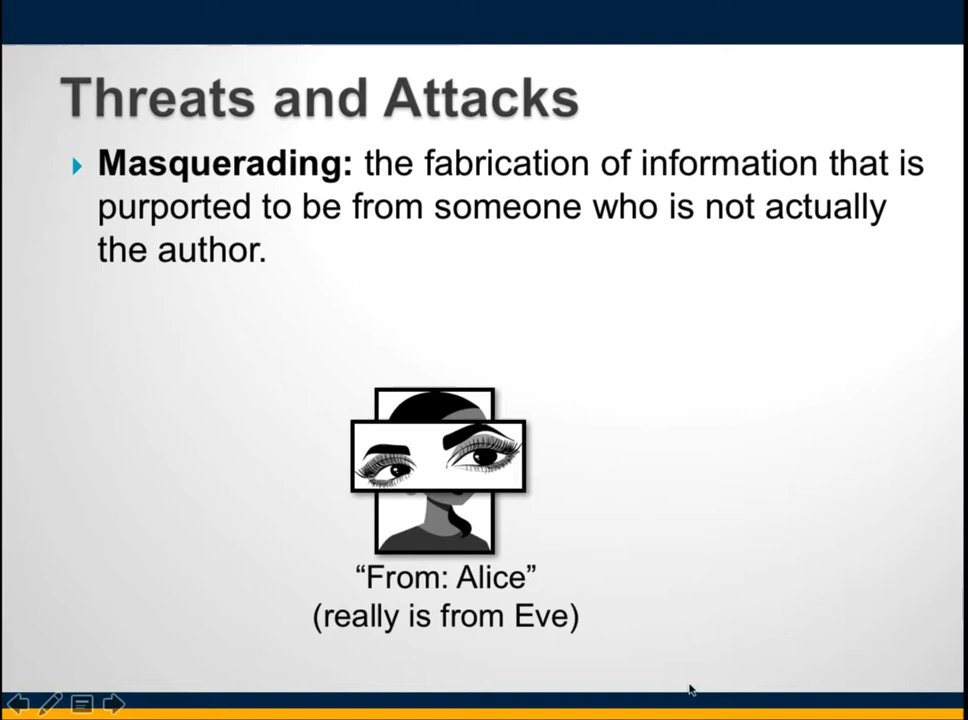 Threats and Attacks
Masquerading: the fabrication of information that is
purported to be from someone who is not actually
the author.
“From: Alice”
(really is from Eve)